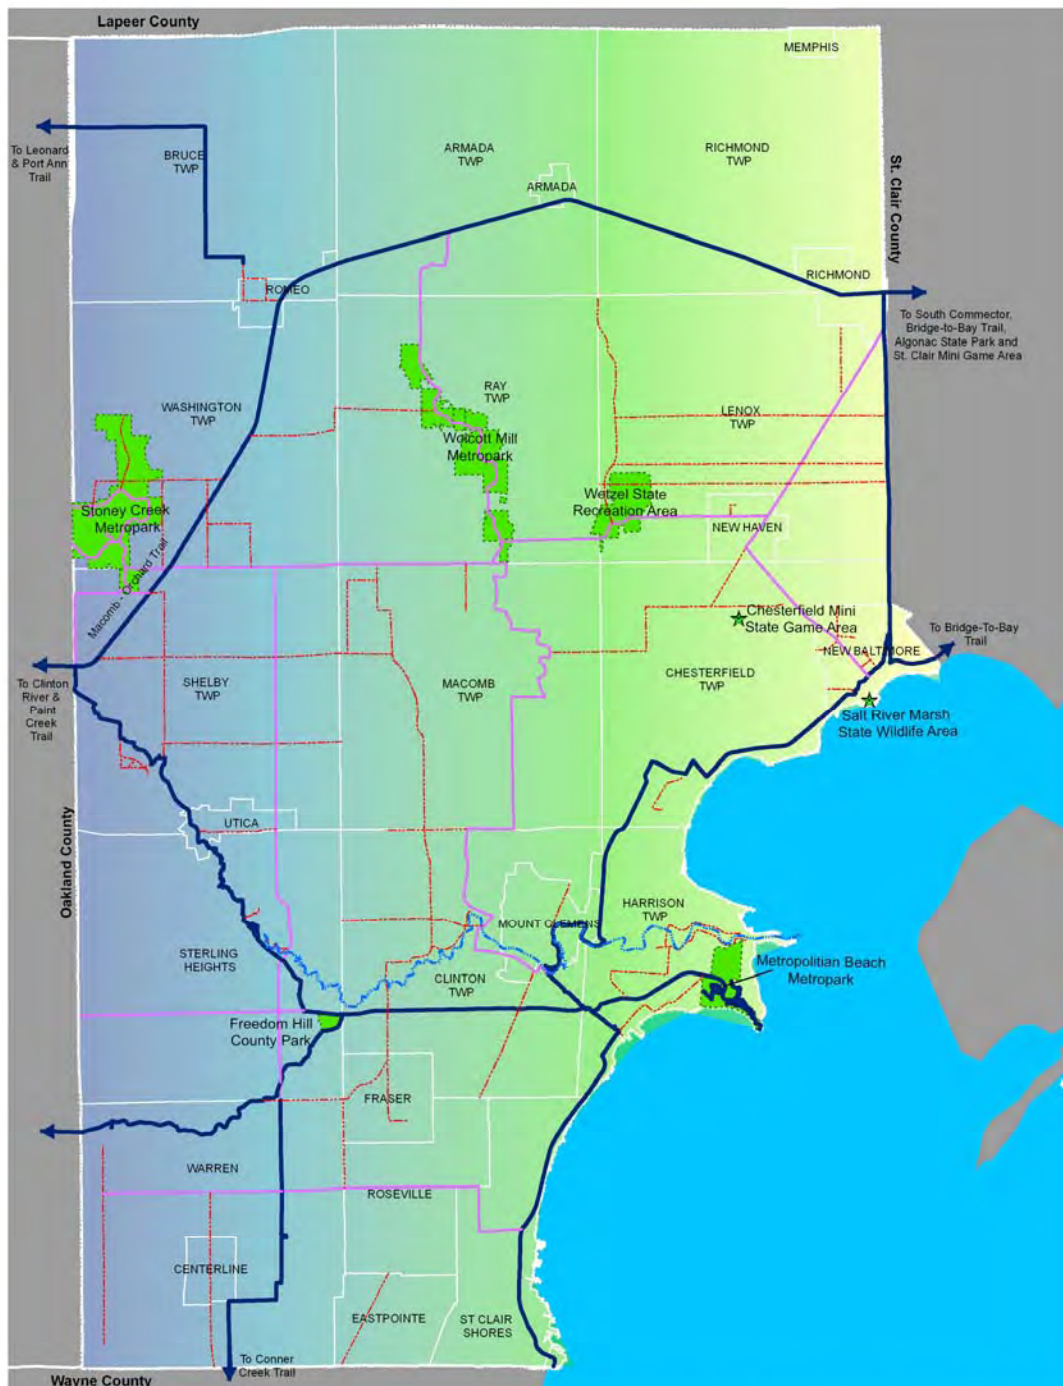 Lapeer County
MEMPHIS
To Leonard
& Port Ann
Trail
BRUCE
TWP
ARMADA
TWP
RICHMOND
TWP
St. Clair County
ARMADA
RICHMOND
ROMEO
To South Commector,
Bridge-to-Bay Trail,
Algonac State Park and
St. Clair Mini Game Area
WASHINGTON
TWP
RAY
TWP
LENOX
TWP
Wolcott Mill
Metropark
Stoney Creek
Metropark
Wetzel State
Recreation Area
NEW HAVEN
Macomb - Orchard Trail
Chesterfield Mini
State Game Area
To Bridge-To-Bay
Trail
NEW BALTIMORE
To Clinton
River &
Paint
Creek
Trail
SHELBY
TWP
MACOMB
TWP
CHESTERFIELD
TWP
Salt River Marsh
State Wildlife Area
UTICA
Oakland County
HARRISON
TWP
MOUNT CLEMENS
STERLING
HEIGHTS
CLINTON
TWP
Metropolitian Beach
Metropark
Freedom Hill
County Park
FRASER
WARREN
ROSEVILLE
CENTERLINE
EASTPOINTE
ST CLAIR
SHORES
To Conner
Creek Trail
Wayne County